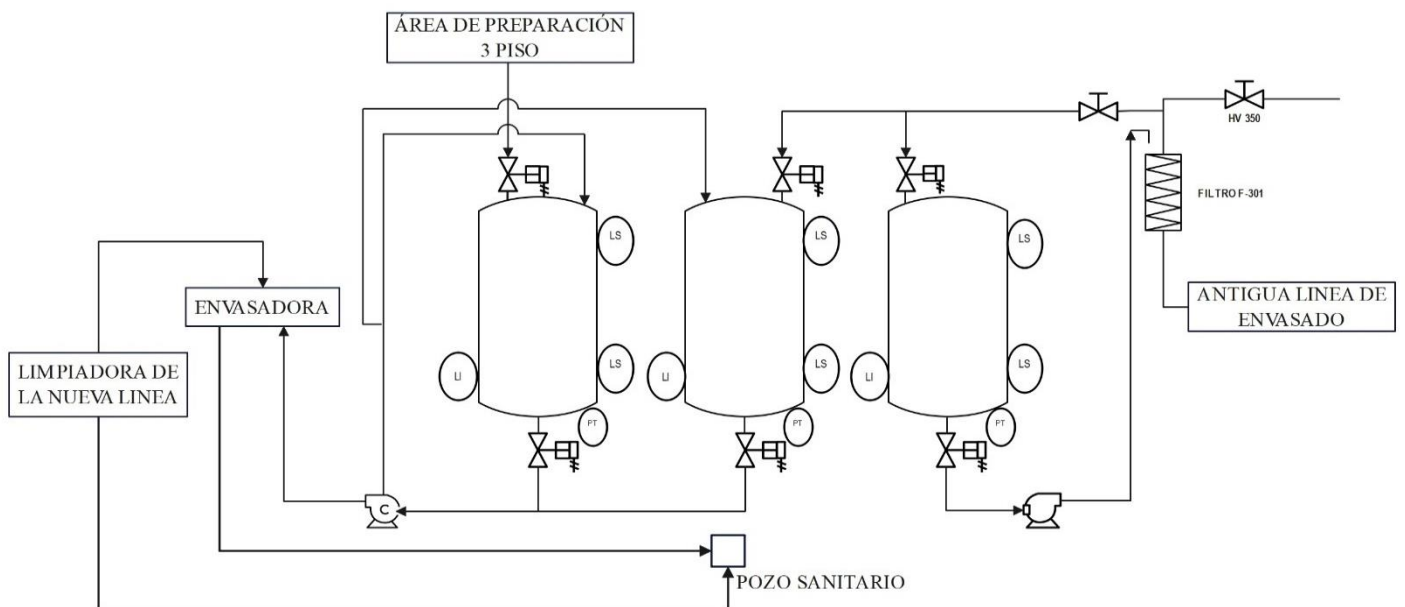 ÁREA DE PREPARACIÓN
3 PISO
HV 350
FILTRO F-301
LS
LS
LS
ANTIGUA LINEA DE
ENVASADO
ENVASADORA
LIMPIADORA DE
LA NUEVA LINEA
LI
LS
LI
LS
LI
LS
PT
PT
PT
C
POZO SANITARIO